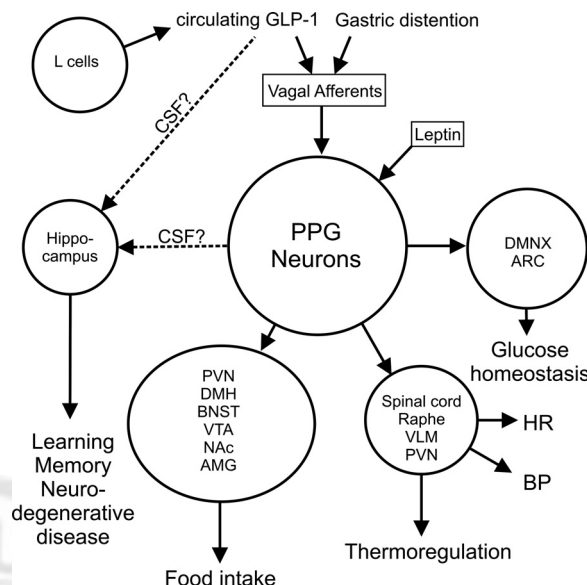 circulating GLP-1
Gastric distention
L cells
Vagal Afferents
CSF?
Leptin
Hippo-
campus
CSF?
PPG
Neurons
DMNX
ARC
Glucose
homeostasis
PVN
DMH
BNST
VTA
NAc
AMG
Spinal cord
Raphe
VLM
PVN
HR
BP
Learning
Memory
Neuro-
degenerative
disease
Thermoregulation
Food intake